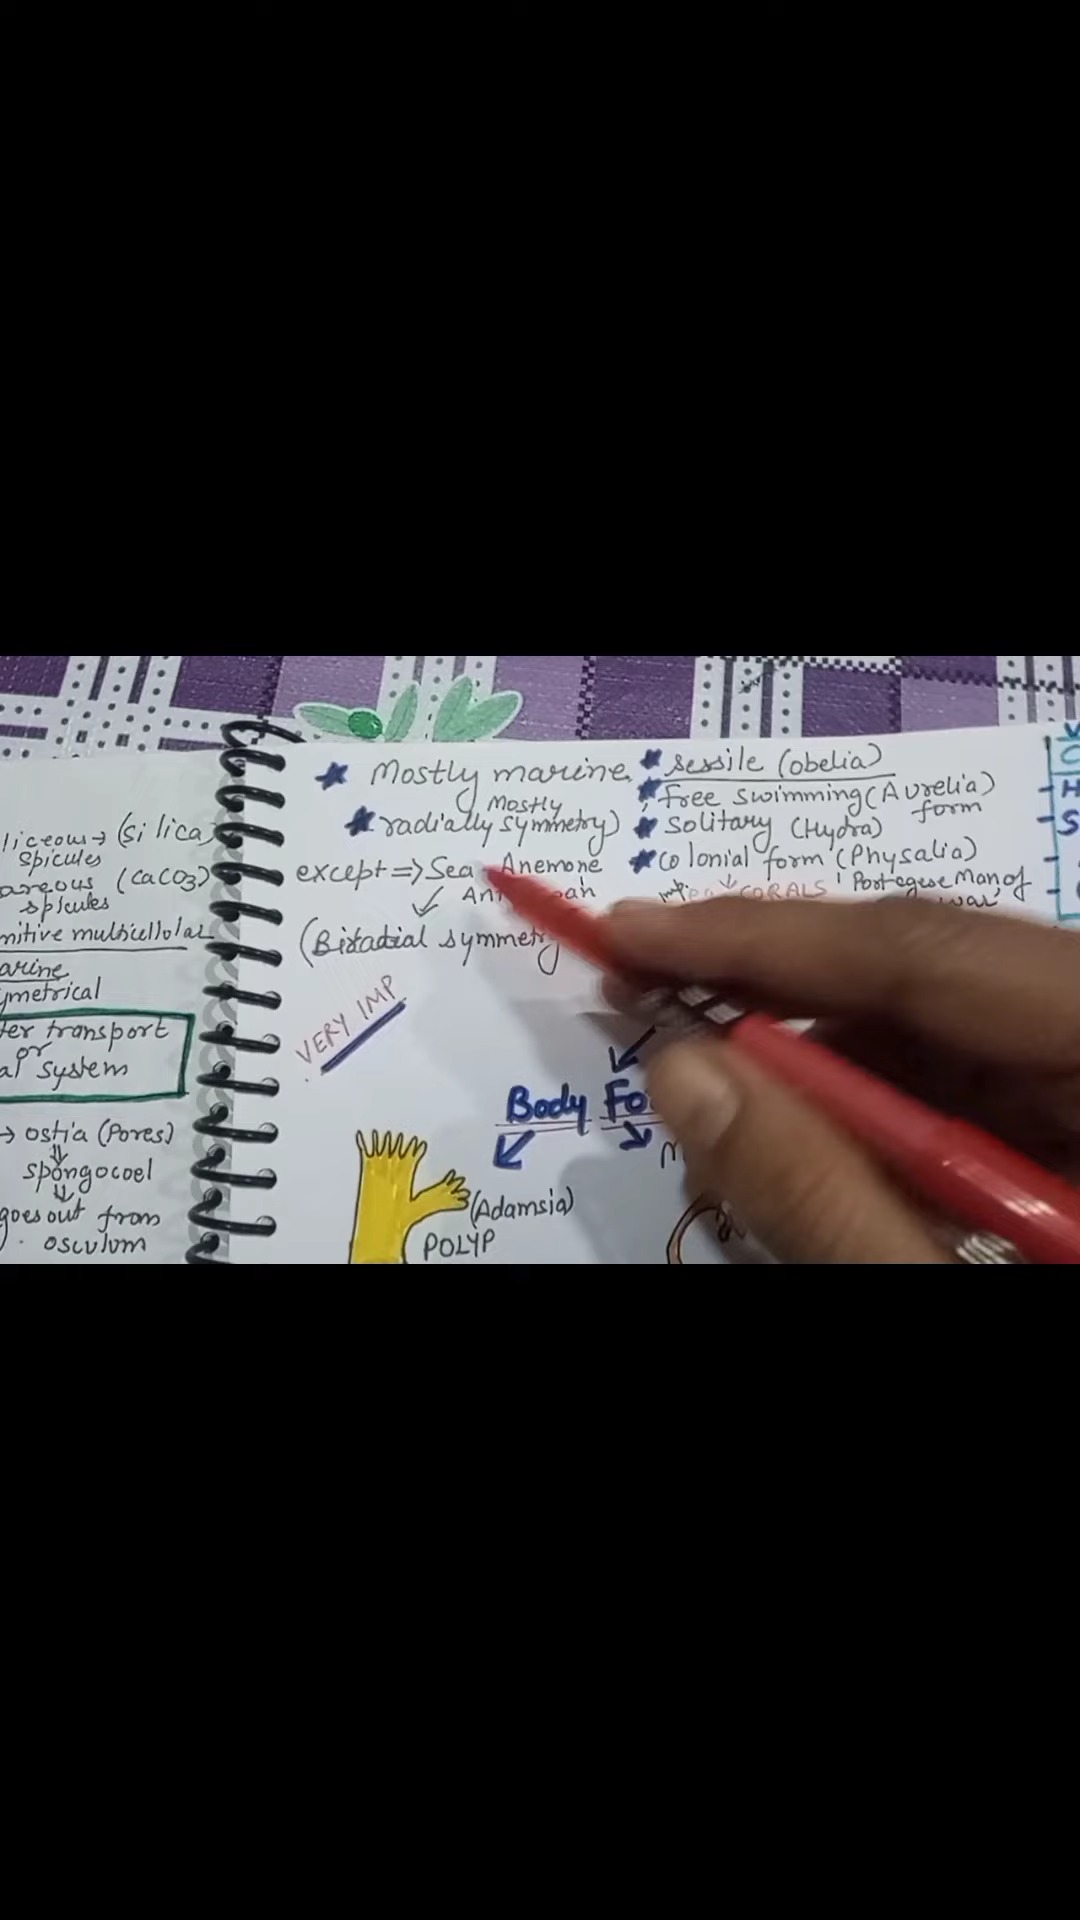 liceous → (silica)
spicules
areous (CaCO3)
spicules
mitive multicellular
arine
ymetrical
ter transport
or
al system
→ ostia (Pores)
spongocoel
goes out from
osculum
Mostly marine.
Mostly
radially symmetry)
except => Sea Anemone
(Biradial symmetry
VERY IMP
sessile (obelia)
Free swimming (Aurelia)
form
Solitary (Hydra)
colonial form (Physalia)
CORALS
Portegese Man of
war'
Body Fo
(Adamsia)
POLYP